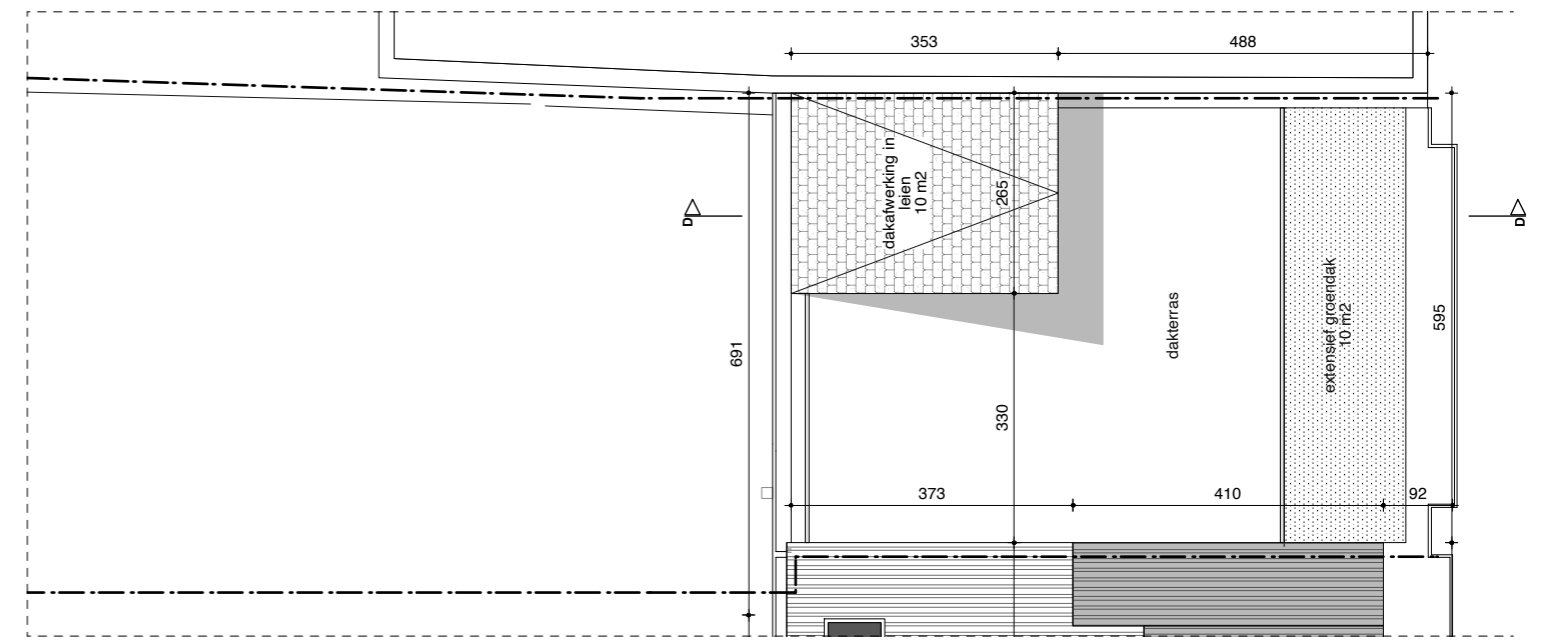 353
488
dakafwerking in
leien
10 m2
265
D
D
extensief groendak
10 m2
dakterras
595
691
330
373
410
92